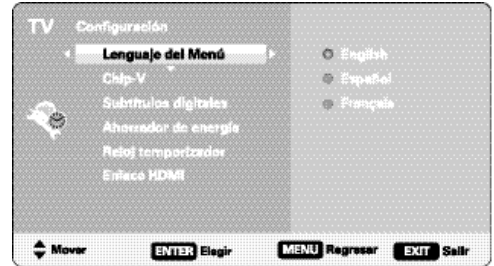 TV Configuración
Lenguaje del Menú
Chip-V
Subtítulos digitales
Ahorrador de energía
Reloj temporizador
Enlace HDMI
English
Español
Français
Mover ENTER Elegir MENU Regresar EXIT Salir